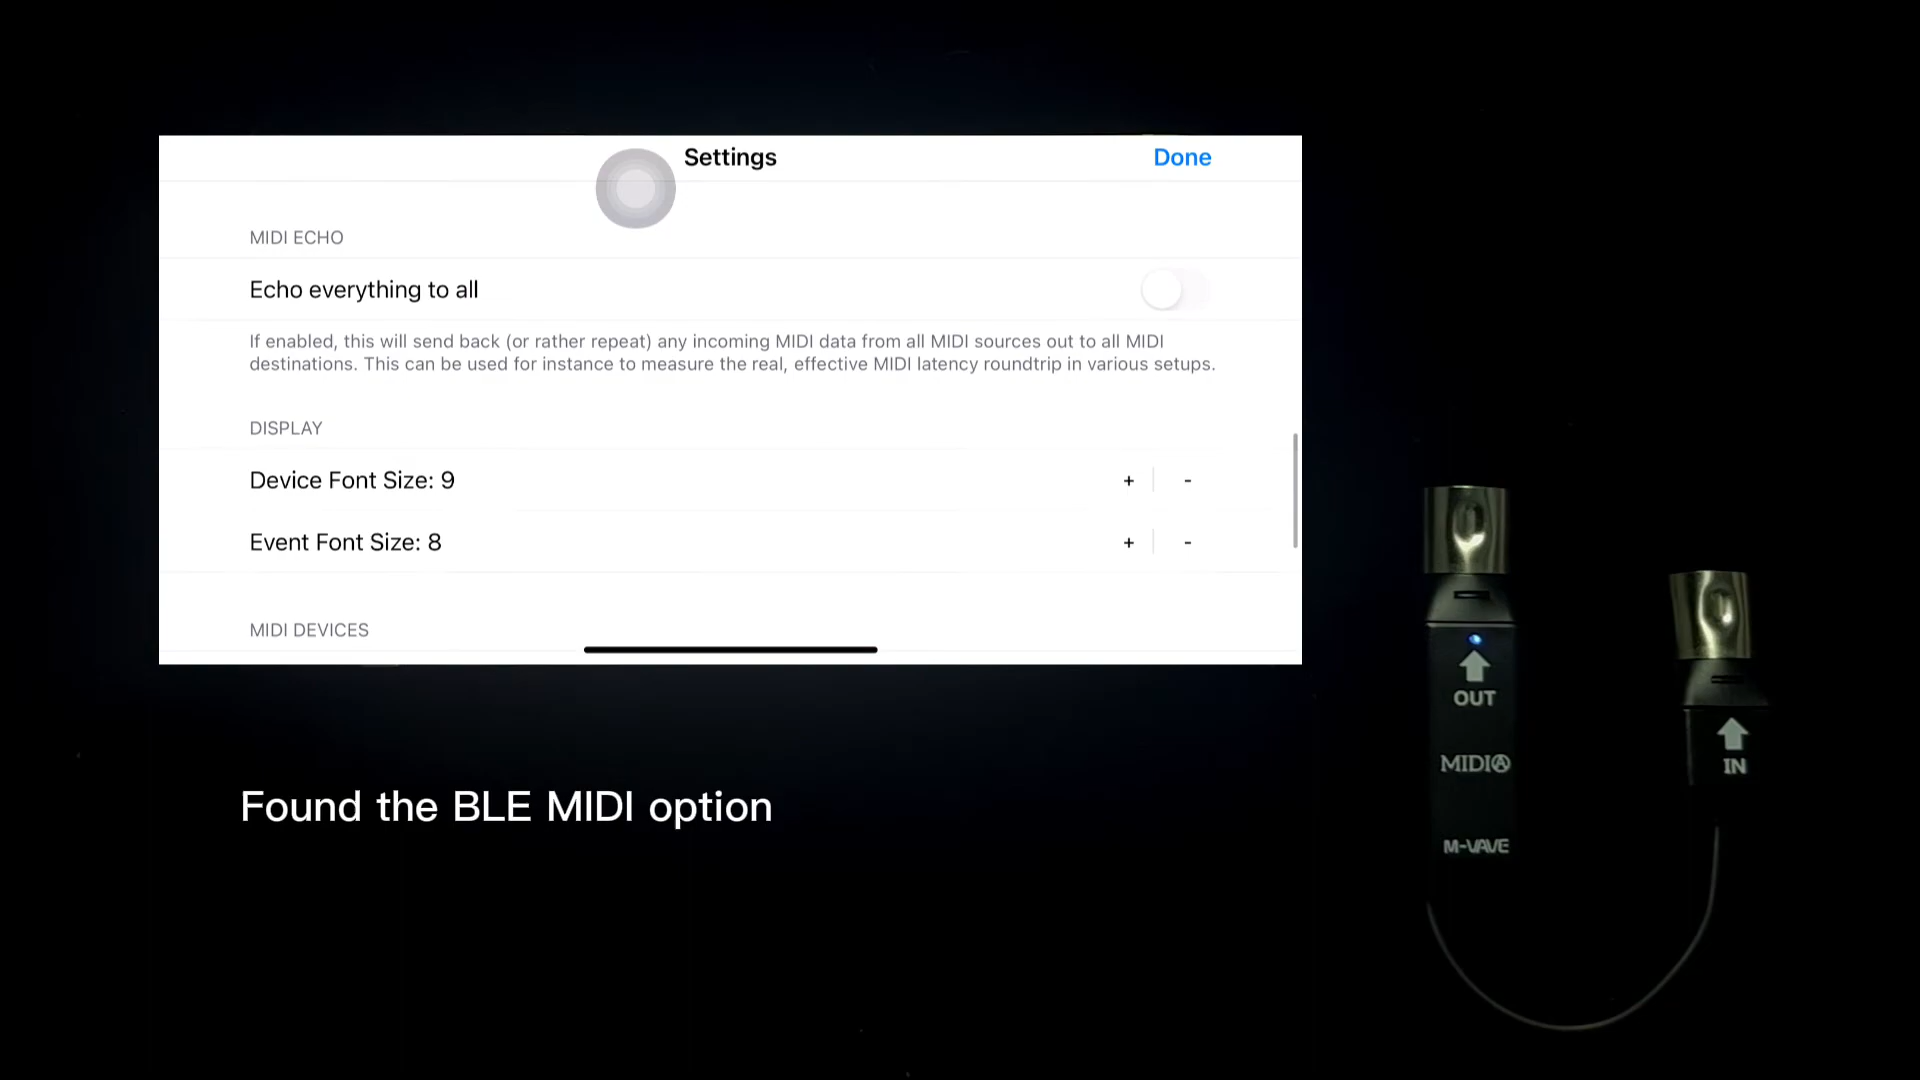 Settings
Done
MIDI ECHO
Echo everything to all
If enabled, this will send back (or rather repeat) any incoming MIDI data from all MIDI sources out to all MIDI
destinations. This can be used for instance to measure the real, effective MIDI latency roundtrip in various setups.
DISPLAY
Device Font Size: 9
+ -
Event Font Size: 8
+ -
MIDI DEVICES
Found the BLE MIDI option
OUT
MIDI
M-VAVE
IN